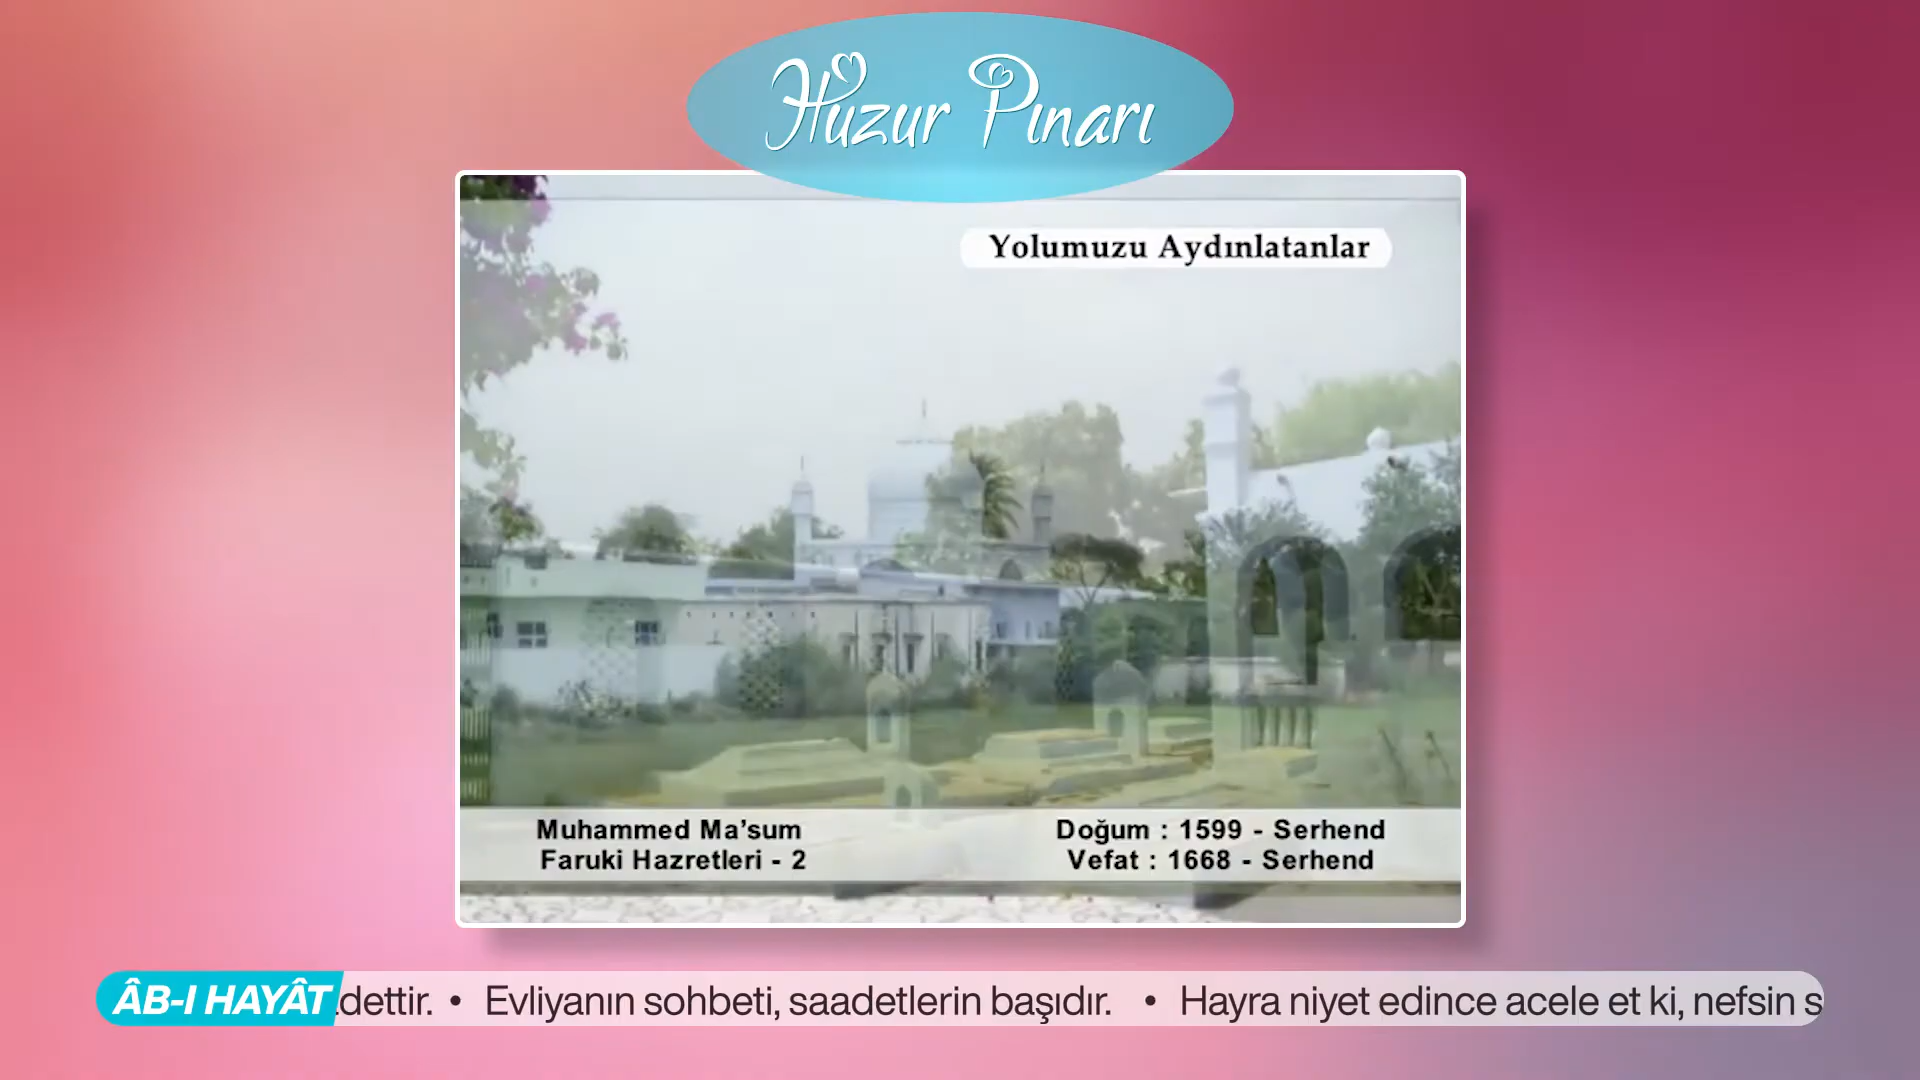 Huzur Pınarı
Yolumuzu Aydınlatanlar
Muhammed Ma’sum
Faruki Hazretleri - 2
Doğum : 1599 - Serhend
Vefat : 1668 - Serhend
ÂB-I HAYÂT
dettir. • Evliyanın sohbeti, saadetlerin başıdır. • Hayra niyet edince acele et ki, nefsin s